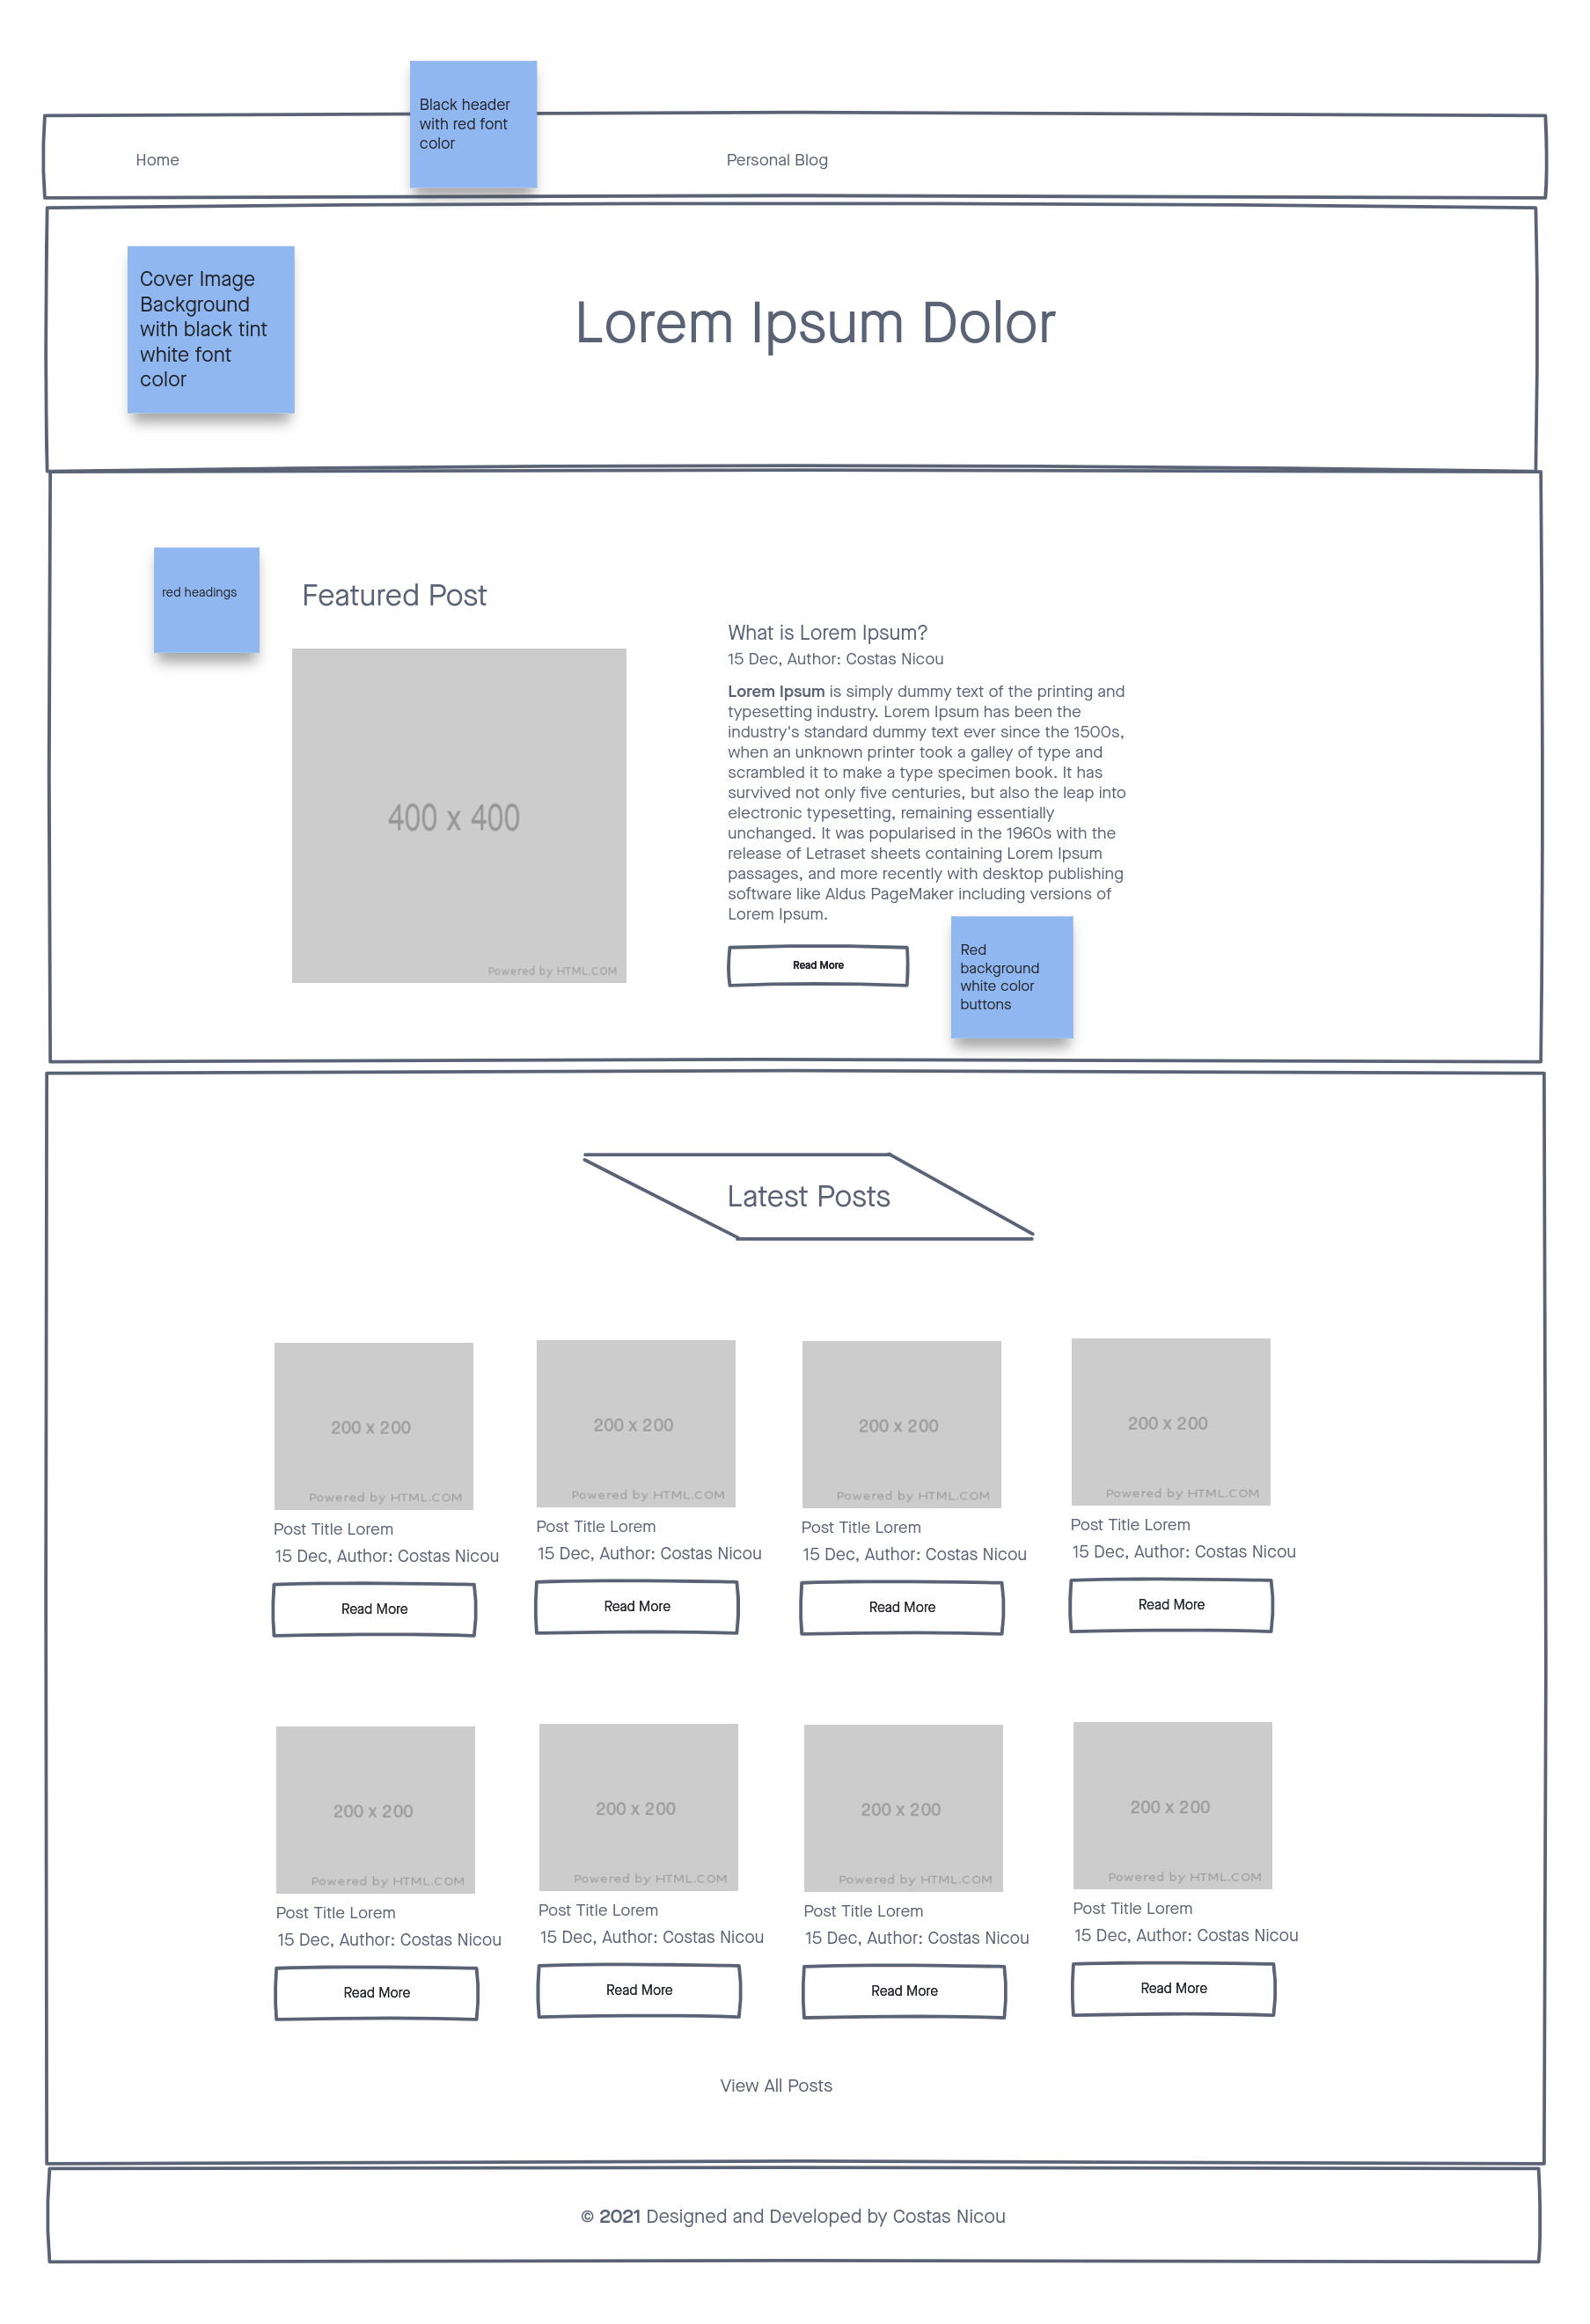 Black header
with red font
color
Home
Personal Blog
Cover Image
Background
with black tint
white font
color
Lorem Ipsum Dolor
red headings
Featured Post
400 x 400
Powered by HTML.COM
What is Lorem Ipsum?
15 Dec, Author: Costas Nicou
Lorem Ipsum is simply dummy text of the printing and
typesetting industry. Lorem Ipsum has been the
industry's standard dummy text ever since the 1500s,
when an unknown printer took a galley of type and
scrambled it to make a type specimen book. It has
survived not only five centuries, but also the leap into
electronic typesetting, remaining essentially
unchanged. It was popularised in the 1960s with the
release of Letraset sheets containing Lorem Ipsum
passages, and more recently with desktop publishing
software like Aldus PageMaker including versions of
Lorem Ipsum.
Read More
Red
background
white color
buttons
Latest Posts
200 x 200
Powered by HTML.COM
Post Title Lorem
15 Dec, Author: Costas Nicou
Read More
200 x 200
Powered by HTML.COM
Post Title Lorem
15 Dec, Author: Costas Nicou
Read More
200 x 200
Powered by HTML.COM
Post Title Lorem
15 Dec, Author: Costas Nicou
Read More
200 x 200
Powered by HTML.COM
Post Title Lorem
15 Dec, Author: Costas Nicou
Read More
200 x 200
Powered by HTML.COM
Post Title Lorem
15 Dec, Author: Costas Nicou
Read More
200 x 200
Powered by HTML.COM
Post Title Lorem
15 Dec, Author: Costas Nicou
Read More
200 x 200
Powered by HTML.COM
Post Title Lorem
15 Dec, Author: Costas Nicou
Read More
200 x 200
Powered by HTML.COM
Post Title Lorem
15 Dec, Author: Costas Nicou
Read More
View All Posts
© 2021 Designed and Developed by Costas Nicou